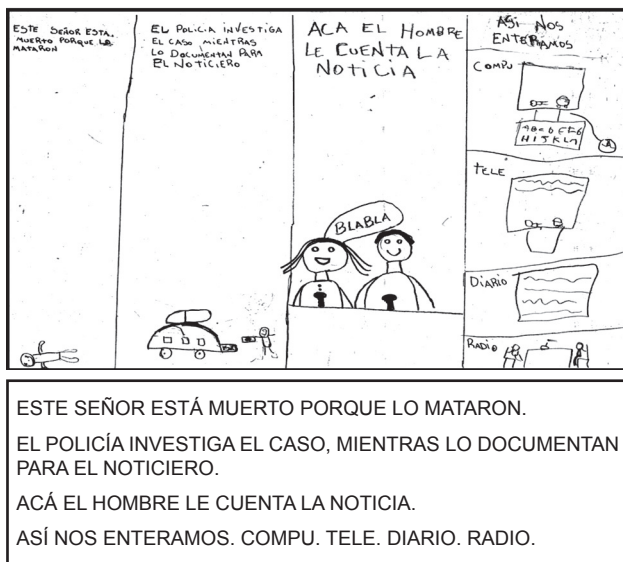 ESTE SEÑOR ESTA
MUERTO PORQUE LO
MATARON
EL POLICIA INVESTIGA
EL CASO MIENTRAS
LO DOCUMENTAN PARA
EL NOTICIERO
ACA EL HOMBRE
LE CUENTA LA
NOTICIA
BLABLA
ASI NOS
ENTERAMOS
COMPU
ABCDEFG
HIJKLM
TELE
DIARIO
RADIO
ESTE SEÑOR ESTÁ MUERTO PORQUE LO MATARON.
EL POLICÍA INVESTIGA EL CASO, MIENTRAS LO DOCUMENTAN
PARA EL NOTICIERO.
ACÁ EL HOMBRE LE CUENTA LA NOTICIA.
ASÍ NOS ENTERAMOS. COMPU. TELE. DIARIO. RADIO.